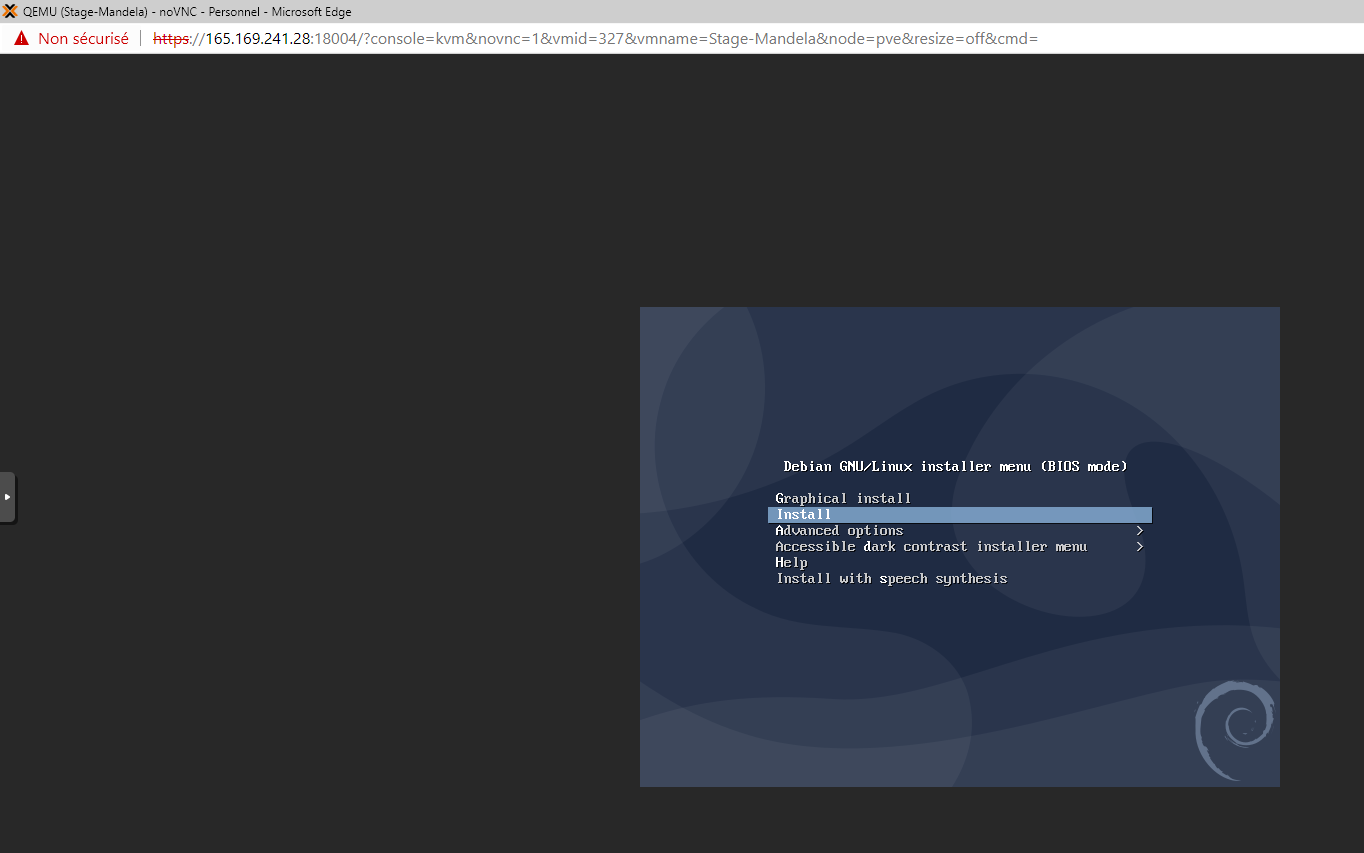 QEMU (Stage-Mandela) - noVNC - Personnel - Microsoft Edge
Non sécurisé | https://165.169.241.28:18004/?console=kvm&novnc=1&vmid=327&vmname=Stage-Mandela&node=pve&resize=off&cmd=
Debian GNU/Linux installer menu (BIOS mode)
Graphical install
Install
Advanced options >
Accessible dark contrast installer menu >
Help
Install with speech synthesis